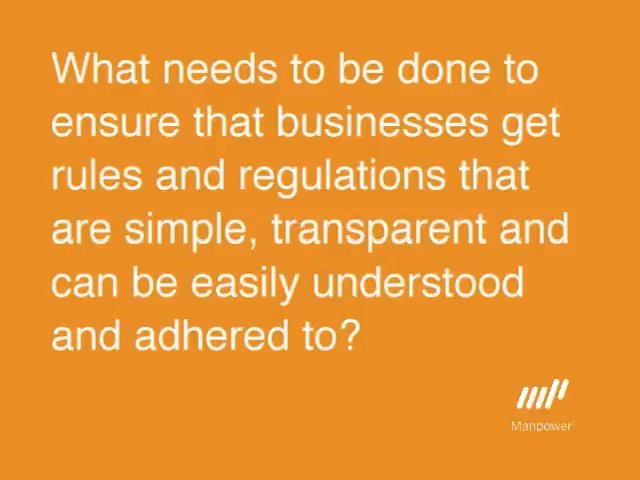 What needs to be done to
ensure that businesses get
rules and regulations that
are simple, transparent and
can be easily understood
and adhered to?
Manpower